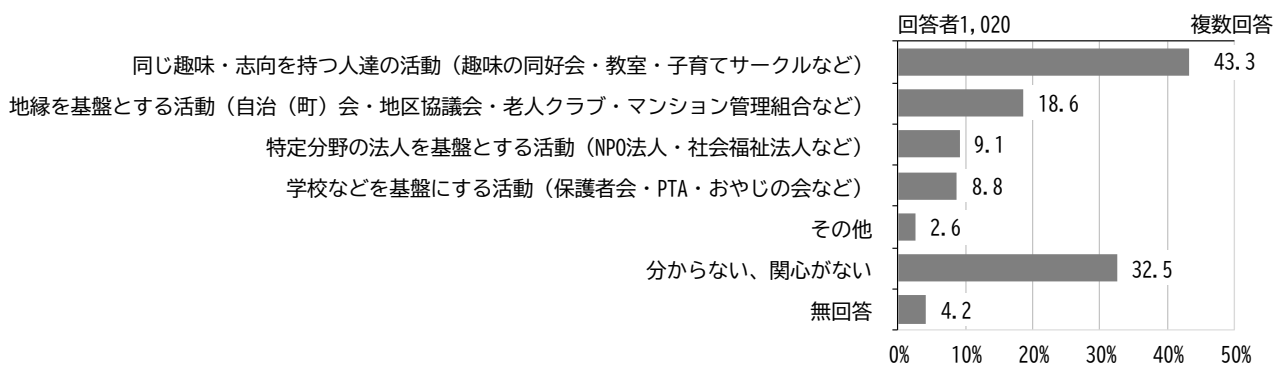 回答者1,020 複数回答
同じ趣味・志向を持つ人達の活動（趣味の同好会・教室・子育てサークルなど） 43.3
地縁を基盤とする活動（自治（町）会・地区協議会・老人クラブ・マンション管理組合など） 18.6
特定分野の法人を基盤とする活動（NPO法人・社会福祉法人など） 9.1
学校などを基盤にする活動（保護者会・PTA・おやじの会など） 8.8
その他 2.6
分からない、関心がない 32.5
無回答 4.2
0% 10% 20% 30% 40% 50%